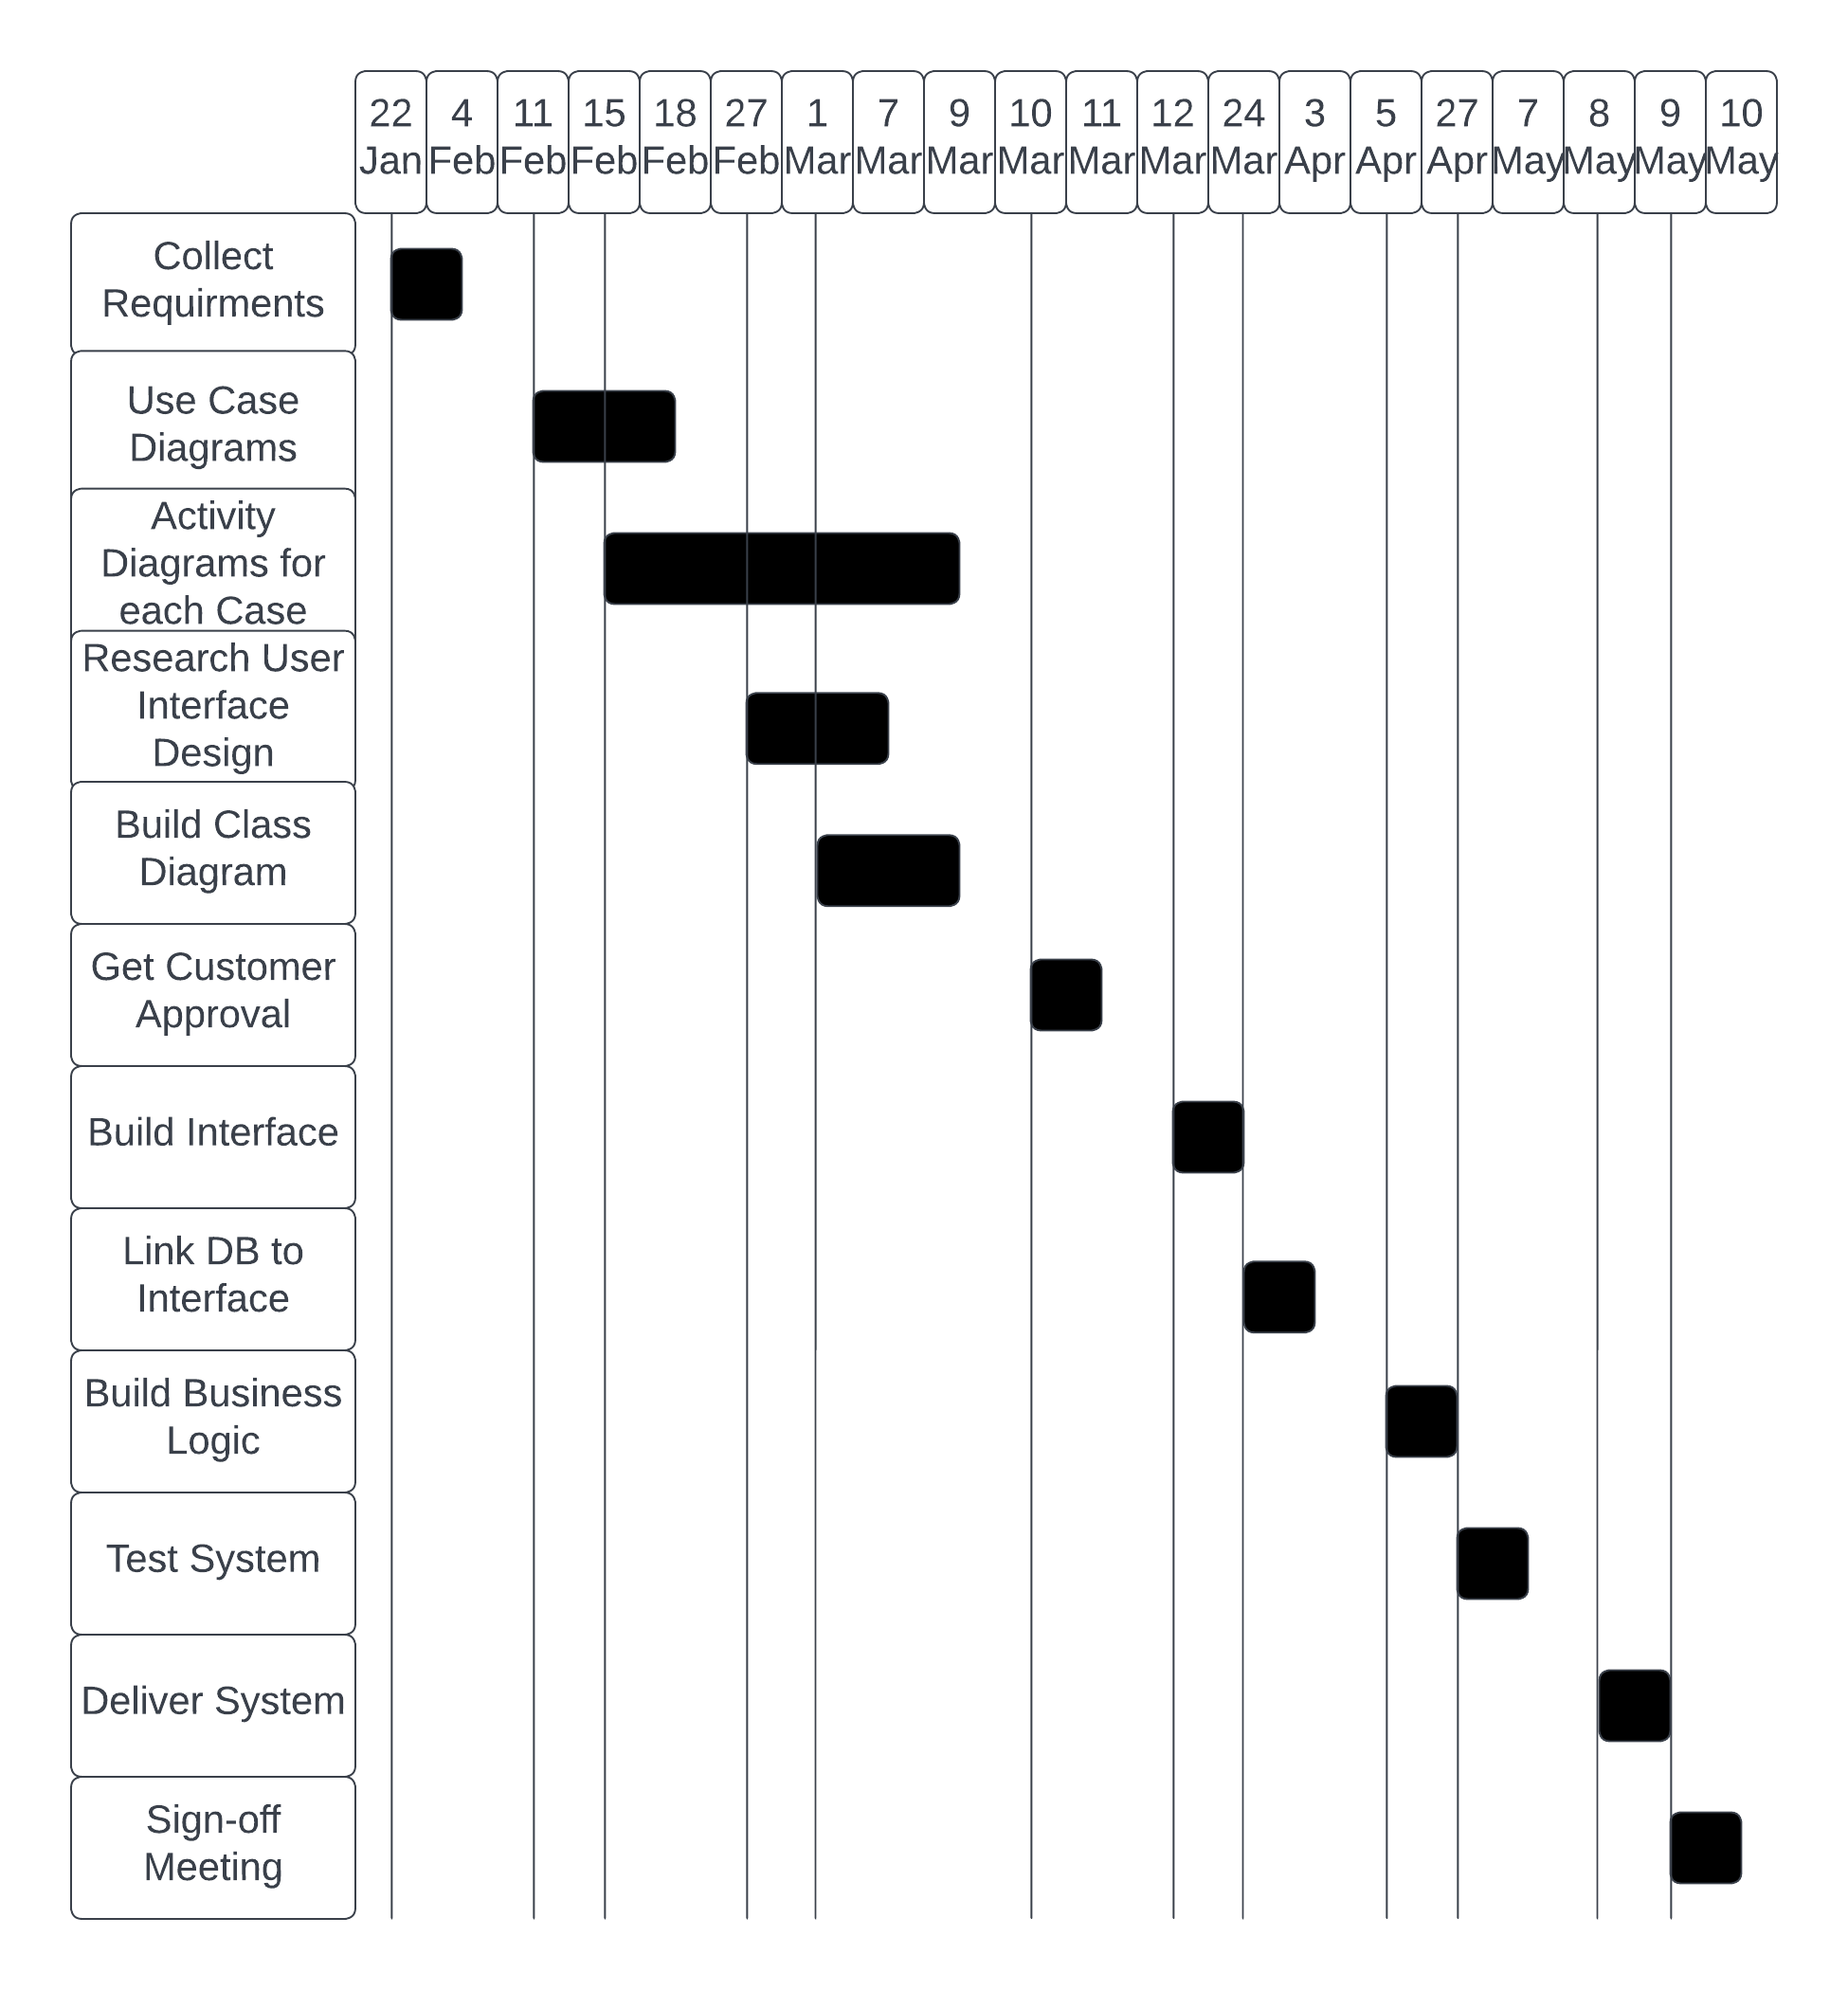 22 4 11 15 18 27 1 7 9 10 11 12 24 3 5 27 7 8 9 10
Jan Feb Feb Feb Feb Feb Mar Mar Mar Mar Mar Mar Mar Apr Apr Apr May May May May
Collect
Requirments
Use Case
Diagrams
Activity
Diagrams for
each Case
Research User
Interface
Design
Build Class
Diagram
Get Customer
Approval
Build Interface
Link DB to
Interface
Build Business
Logic
Test System
Deliver System
Sign-off
Meeting